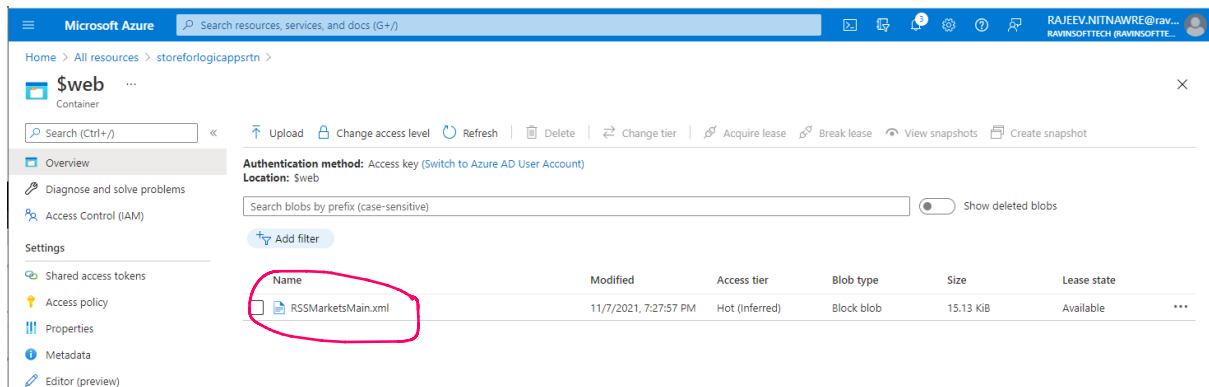 Microsoft Azure
Search resources, services, and docs (G+/)
3
RAJEEV.NITNAWRE@rav...
RAVINSOFTTECH (RAVINSOFTTE...
Home > All resources > storeforlogicappsrtn >
$web ...
Container
Search (Ctrl+/)
«
Upload
Change access level
Refresh
Delete
Change tier
Acquire lease
Break lease
View snapshots
Create snapshot
Overview
Diagnose and solve problems
Access Control (IAM)
Settings
Shared access tokens
Access policy
Properties
Metadata
Editor (preview)
Authentication method: Access key (Switch to Azure AD User Account)
Location: $web
Search blobs by prefix (case-sensitive)
Show deleted blobs
Add filter
Name Modified Access tier Blob type Size Lease state
RSSMarketsMain.xml 11/7/2021, 7:27:57 PM Hot (Inferred) Block blob 15.13 KiB Available ...